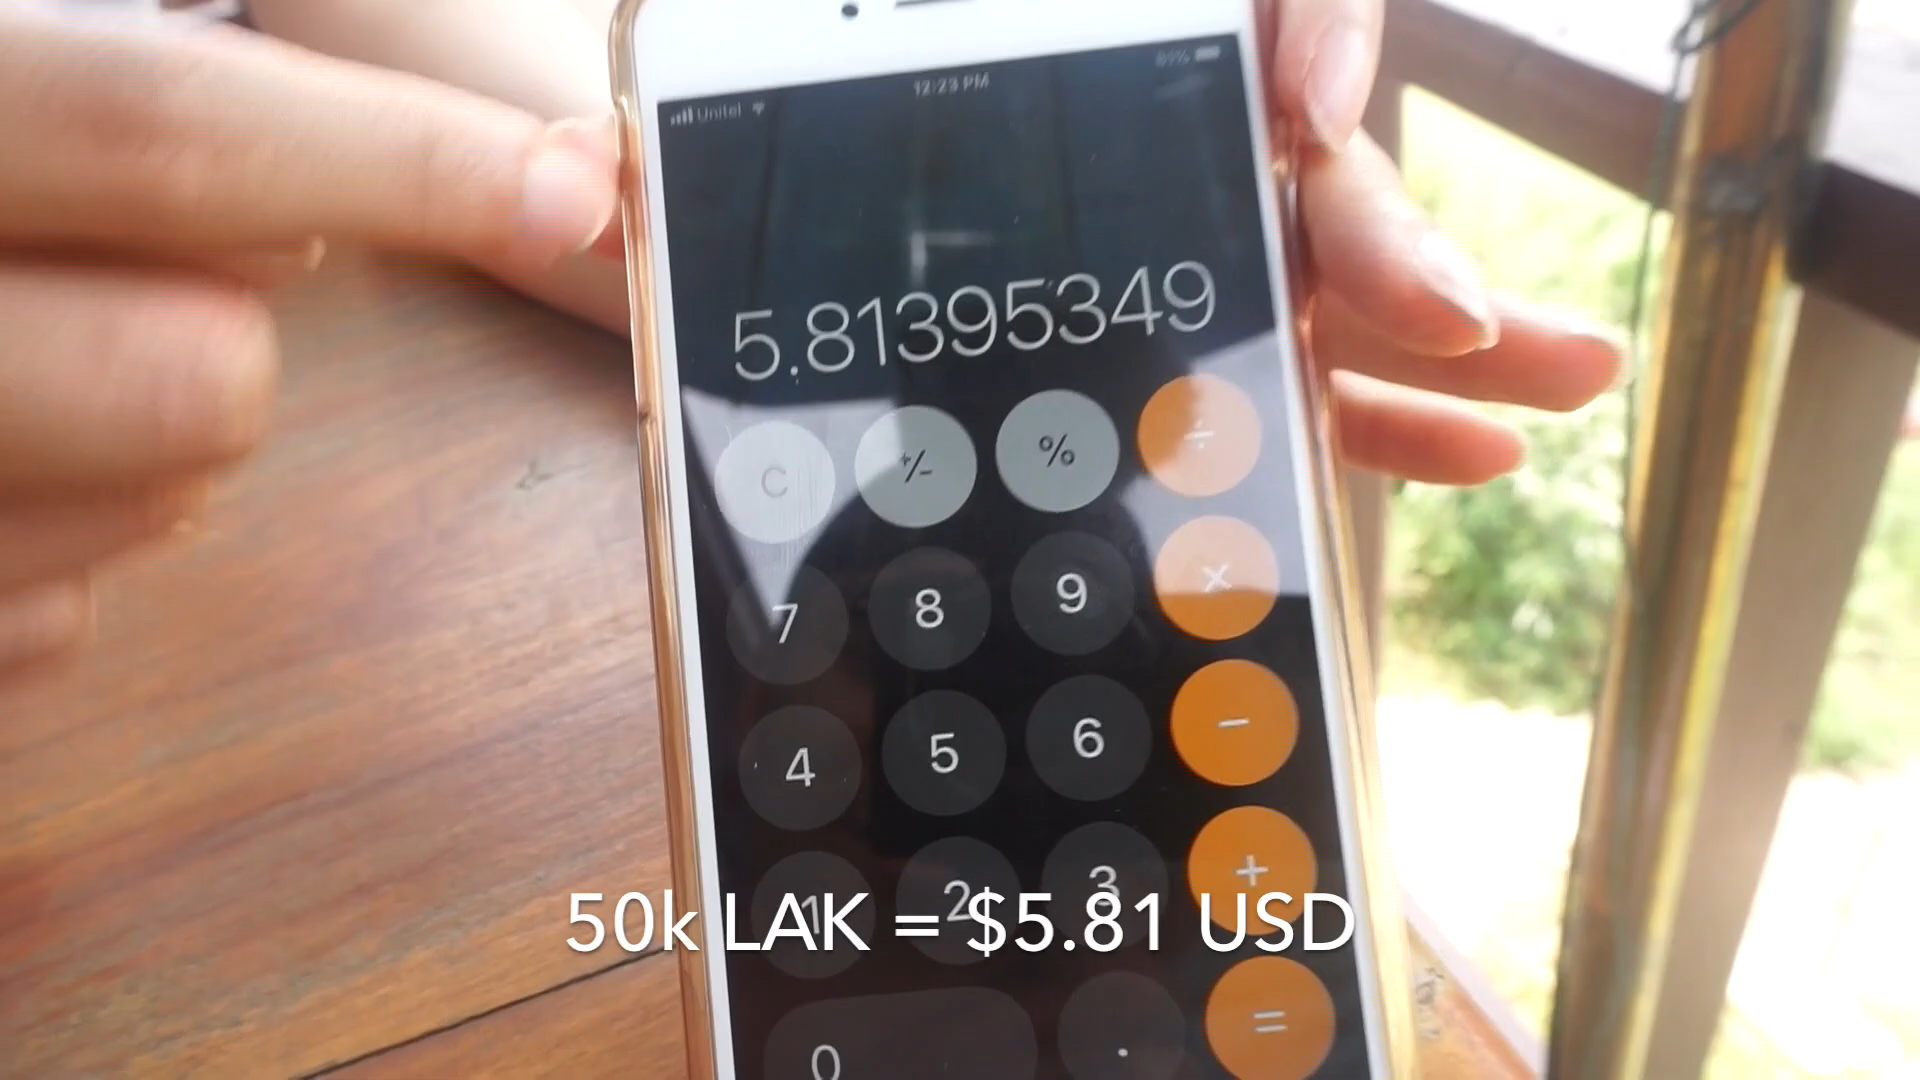 Unitel 12:23 PM
5.81395349
C +/- % ÷
7 8 9 ×
4 5 6 −
1 2 3 +
50k LAK = $5.81 USD
0 . =